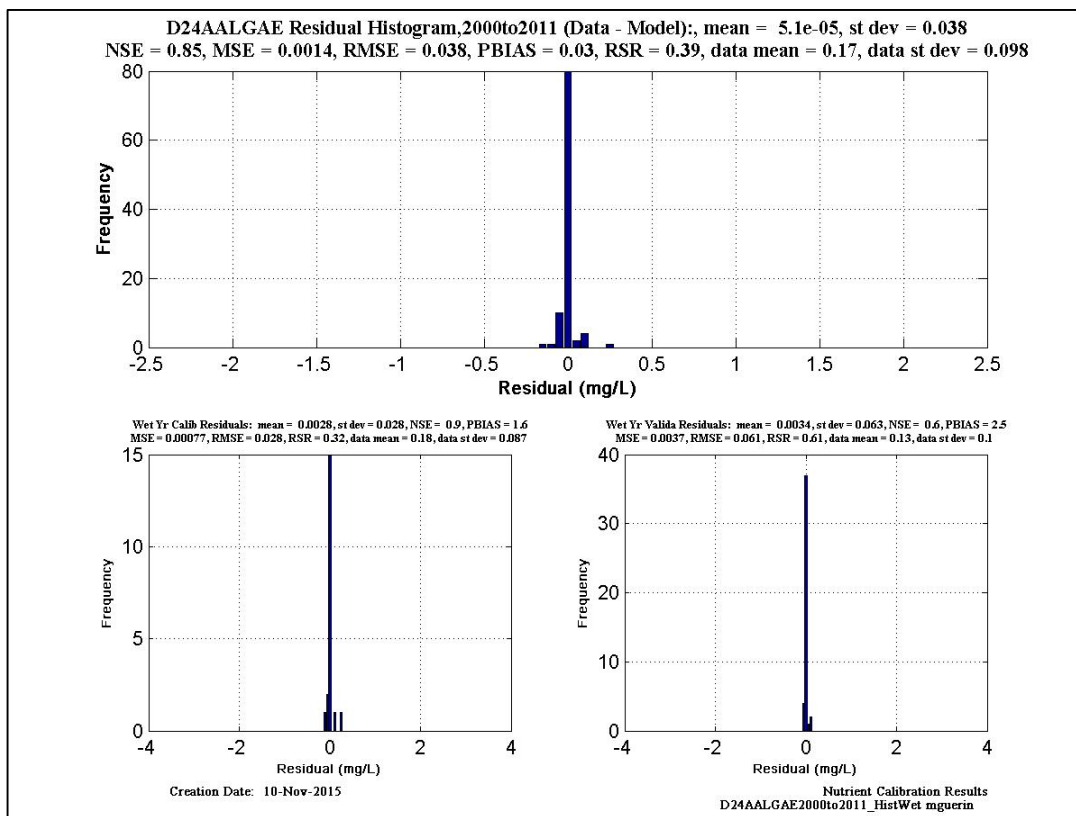 D24AALGAE Residual Histogram,2000to2011 (Data - Model):, mean = 5.1e-05, st dev = 0.038
NSE = 0.85, MSE = 0.0014, RMSE = 0.038, PBIAS = 0.03, RSR = 0.39, data mean = 0.17, data st dev = 0.098
80
60
40
20
0
Frequency
-2.5 -2 -1.5 -1 -0.5 0 0.5 1 1.5 2 2.5
Residual (mg/L)
Wet Yr Calib Residuals: mean = 0.0028, st dev = 0.028, NSE = 0.9, PBIAS = 1.6
MSE = 0.00077, RMSE = 0.028, RSR = 0.32, data mean = 0.18, data st dev = 0.087
15
10
5
0
Frequency
-4 -2 0 2 4
Residual (mg/L)
Wet Yr Valida Residuals: mean = 0.0034, st dev = 0.063, NSE = 0.6, PBIAS = 2.5
MSE = 0.0037, RMSE = 0.061, RSR = 0.61, data mean = 0.13, data st dev = 0.1
40
30
20
10
0
Frequency
-4 -2 0 2 4
Residual (mg/L)
Creation Date: 10-Nov-2015
Nutrient Calibration Results
D24AALGAE2000to2011_HistWet mguerin